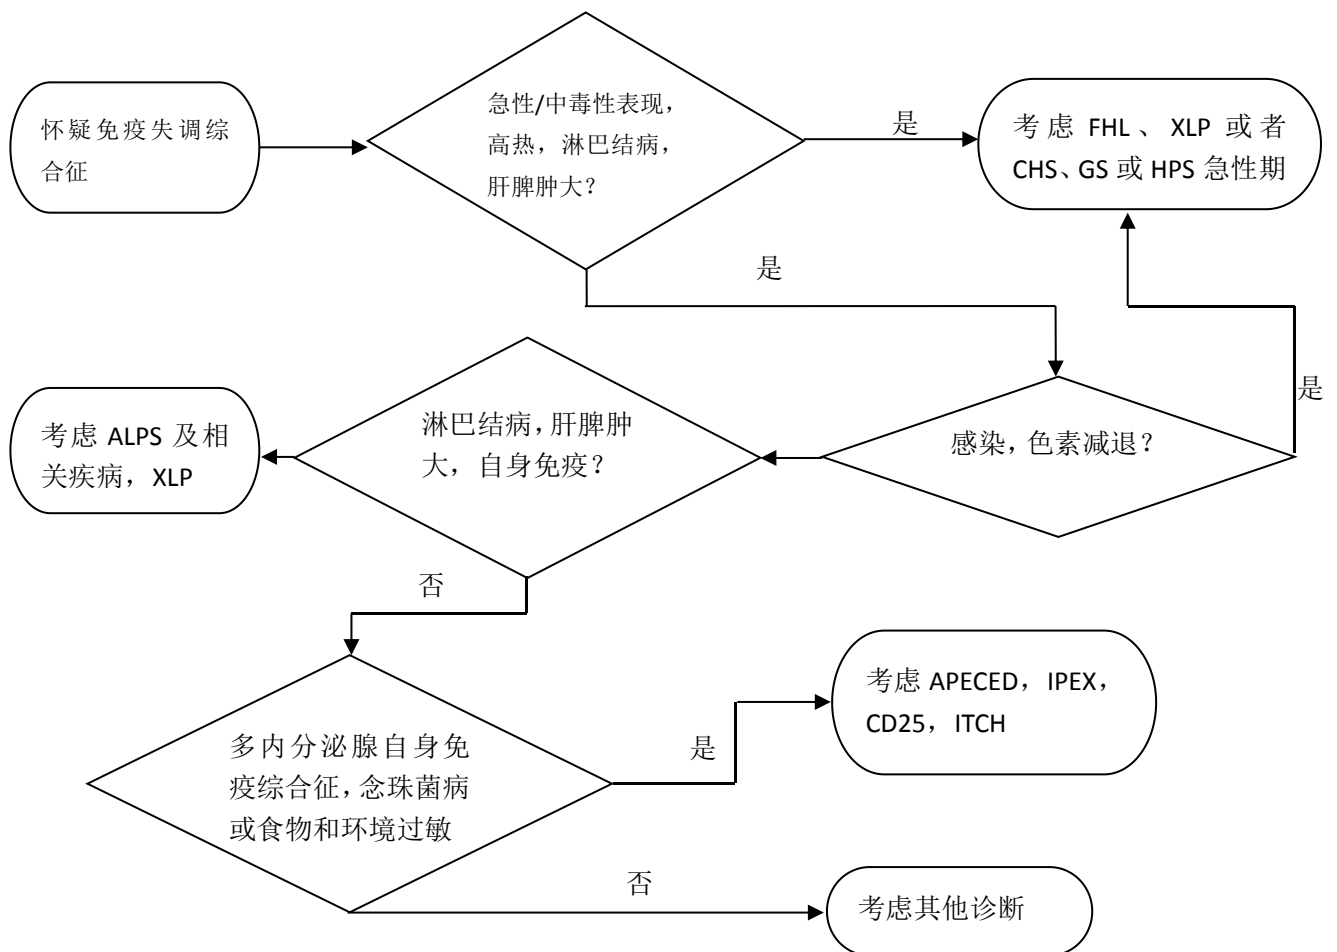 怀疑免疫失调综
合征
急性/中毒性表现，
高热，淋巴结病，
肝脾肿大？
是
考虑 FHL、XLP 或者
CHS、GS 或 HPS 急性期
是
是
感染，色素减退？
淋巴结病，肝脾肿
大，自身免疫？
考虑 ALPS 及相
关疾病，XLP
否
多内分泌腺自身免
疫综合征，念珠菌病
或食物和环境过敏
是
考虑 APECED，IPEX，
CD25，ITCH
否
考虑其他诊断